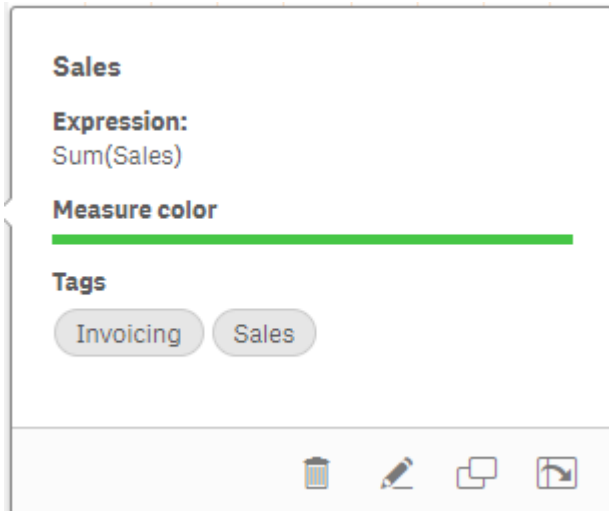 Sales
Expression:
Sum(Sales)
Measure color
Tags
Invoicing Sales